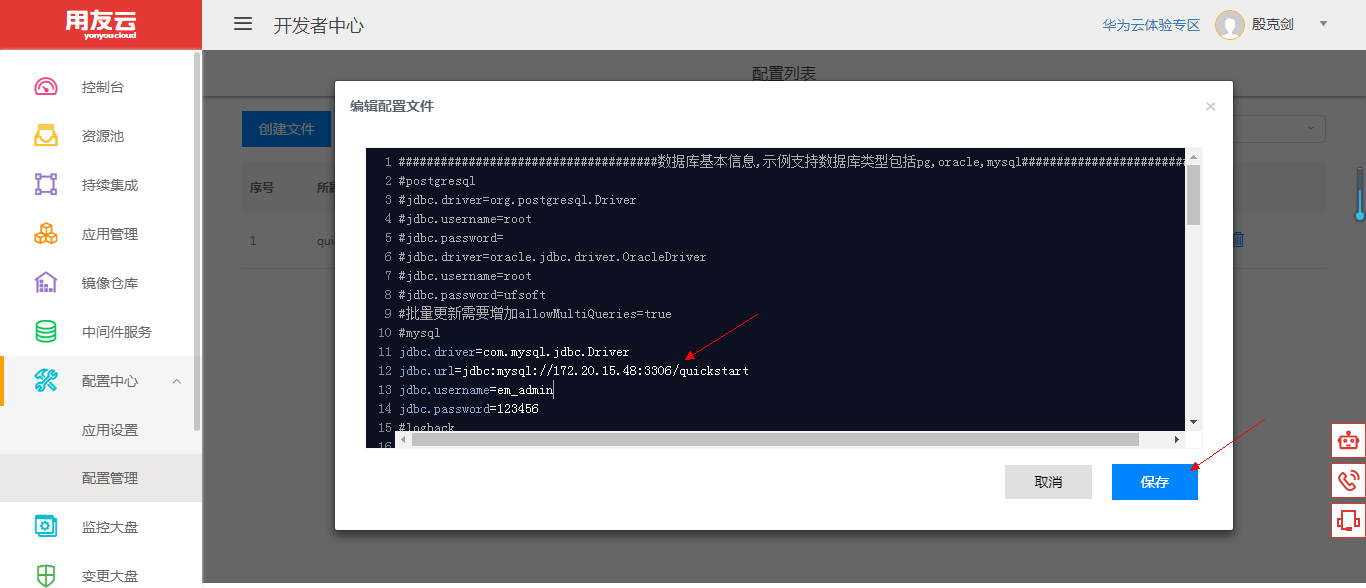 用友云
yonyoucloud
开发者中心
华为云体验专区
殷克剑
控制台
资源池
持续集成
应用管理
镜像仓库
中间件服务
配置中心
应用设置
配置管理
监控大盘
变更大盘
配置列表
创建文件
序号
所属
1
qui
编辑配置文件
×
1 #####################################数据库基本信息,示例支持数据库类型包括pg,oracle,mysql########################
2 #postgresql
3 #jdbc.driver=org.postgresql.Driver
4 #jdbc.username=root
5 #jdbc.password=
6 #jdbc.driver=oracle.jdbc.driver.OracleDriver
7 #jdbc.username=root
8 #jdbc.password=ufsoft
9 #批量更新需要增加allowMultiQueries=true
10 #mysql
11 jdbc.driver=com.mysql.jdbc.Driver
12 jdbc.url=jdbc:mysql://172.20.15.48:3306/quickstart
13 jdbc.username=em_admin
14 jdbc.password=123456
15 #logback
16
取消
保存